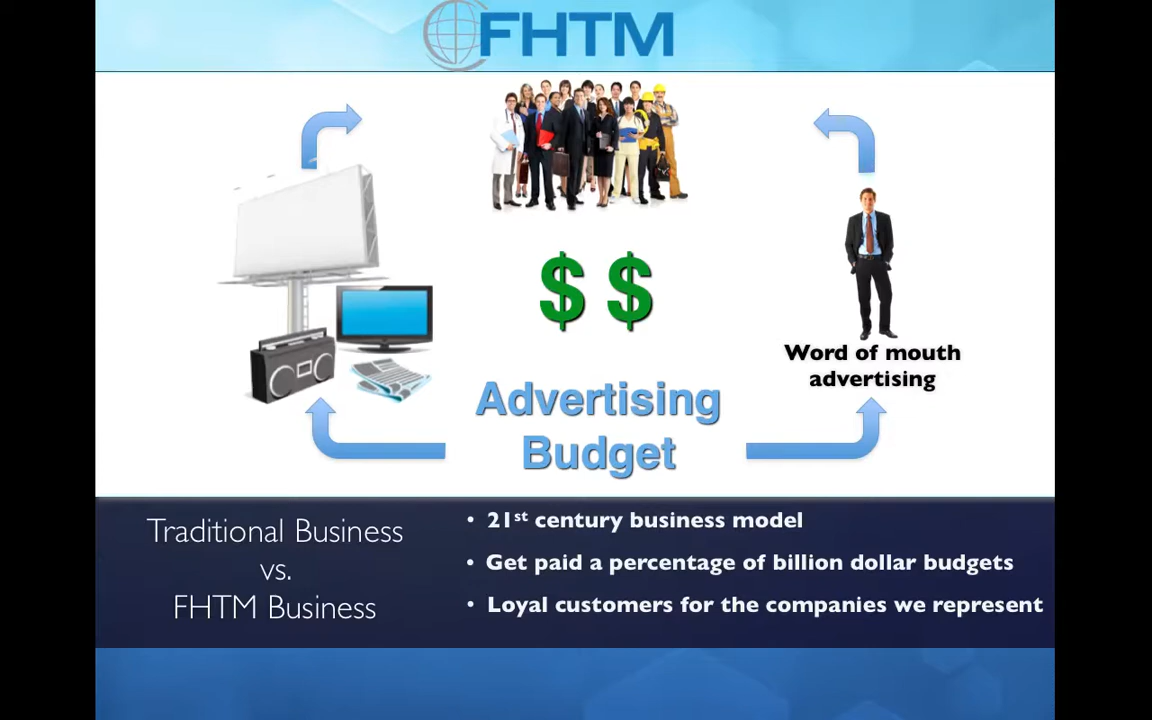 FHTM
$ $
Word of mouth
advertising
Advertising
Budget
Traditional Business
vs.
FHTM Business
• 21st century business model
• Get paid a percentage of billion dollar budgets
• Loyal customers for the companies we represent